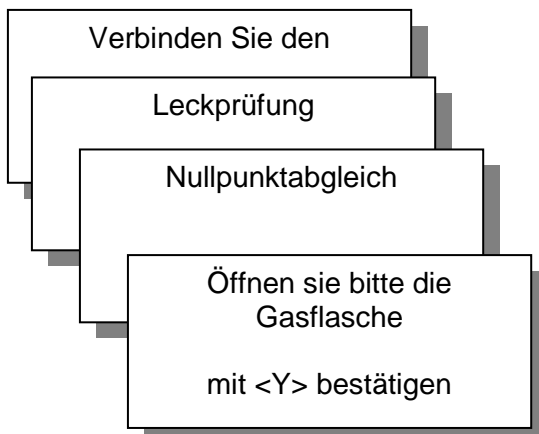 Verbinden Sie den
Leckprüfung
Nullpunktabgleich
Öffnen sie bitte die
Gasflasche
mit <Y> bestätigen